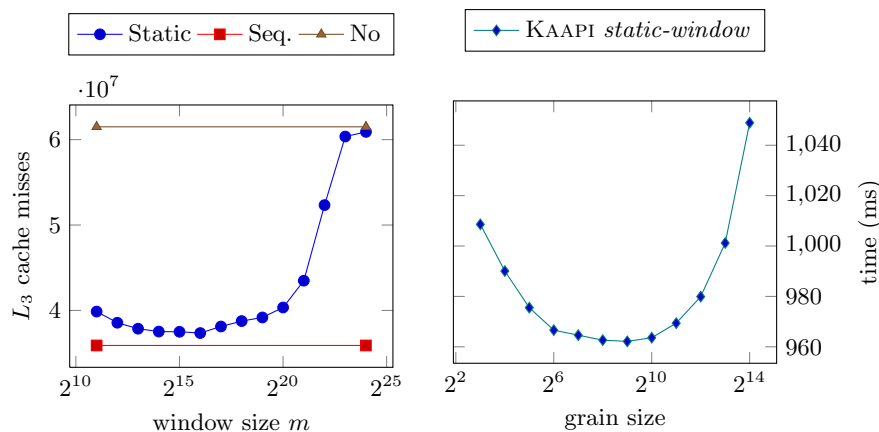 Static Seq. No
KAAPI static-window
·10^7
6
5
4
L_3 cache misses
2^10 2^15 2^20 2^25
window size m
1,040
1,020
1,000
980
960
time (ms)
2^2 2^6 2^10 2^14
grain size